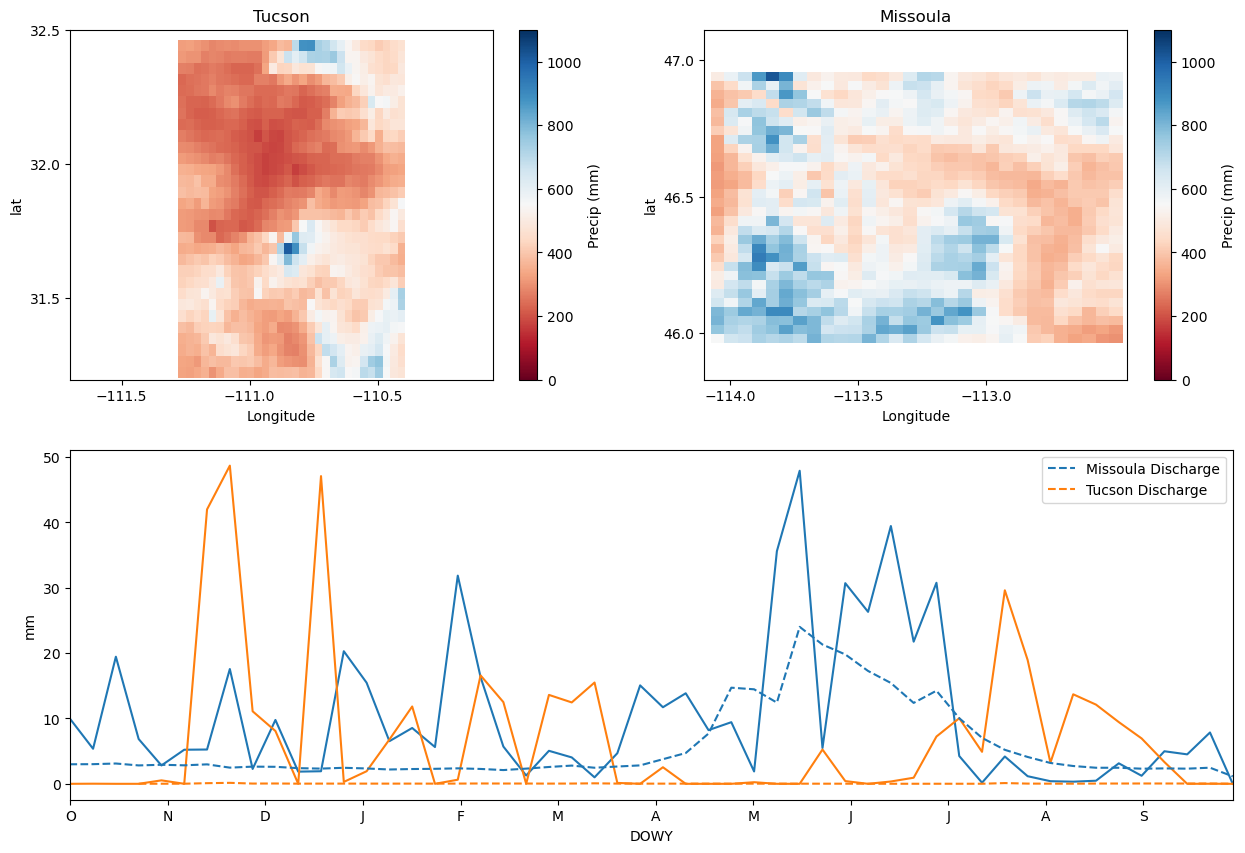 Tucson
32.5
32.0
31.5
lat
−111.5
−111.0
−110.5
Longitude
1000
800
600
400
200
0
Precip (mm)
Missoula
47.0
46.5
46.0
lat
−114.0
−113.5
−113.0
Longitude
1000
800
600
400
200
0
Precip (mm)
50
40
30
20
10
0
mm
Missoula Discharge
Tucson Discharge
O N D J F M A M J J A S
DOWY